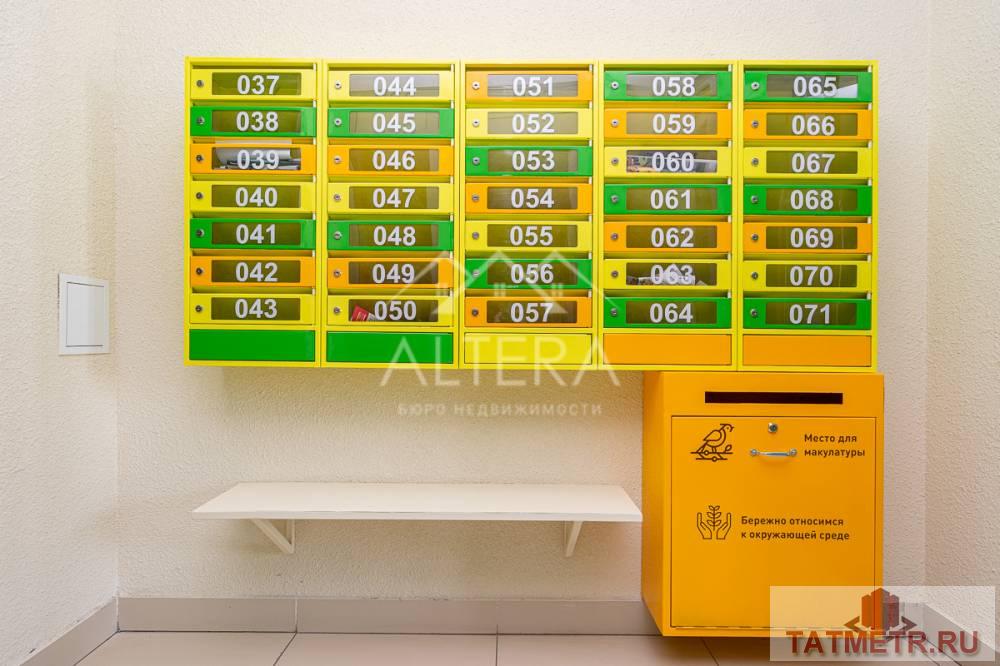 037 044 051 058 065
038 045 052 059 066
039 046 053 060 067
040 047 054 061 068
041 048 055 062 069
042 049 056 063 070
043 050 057 064 071
ALTERA
БЮРО НЕДВИЖИМОСТИ
Место для
макулатуры
Бережно относимся
к окружающей среде
TATMETR.RU